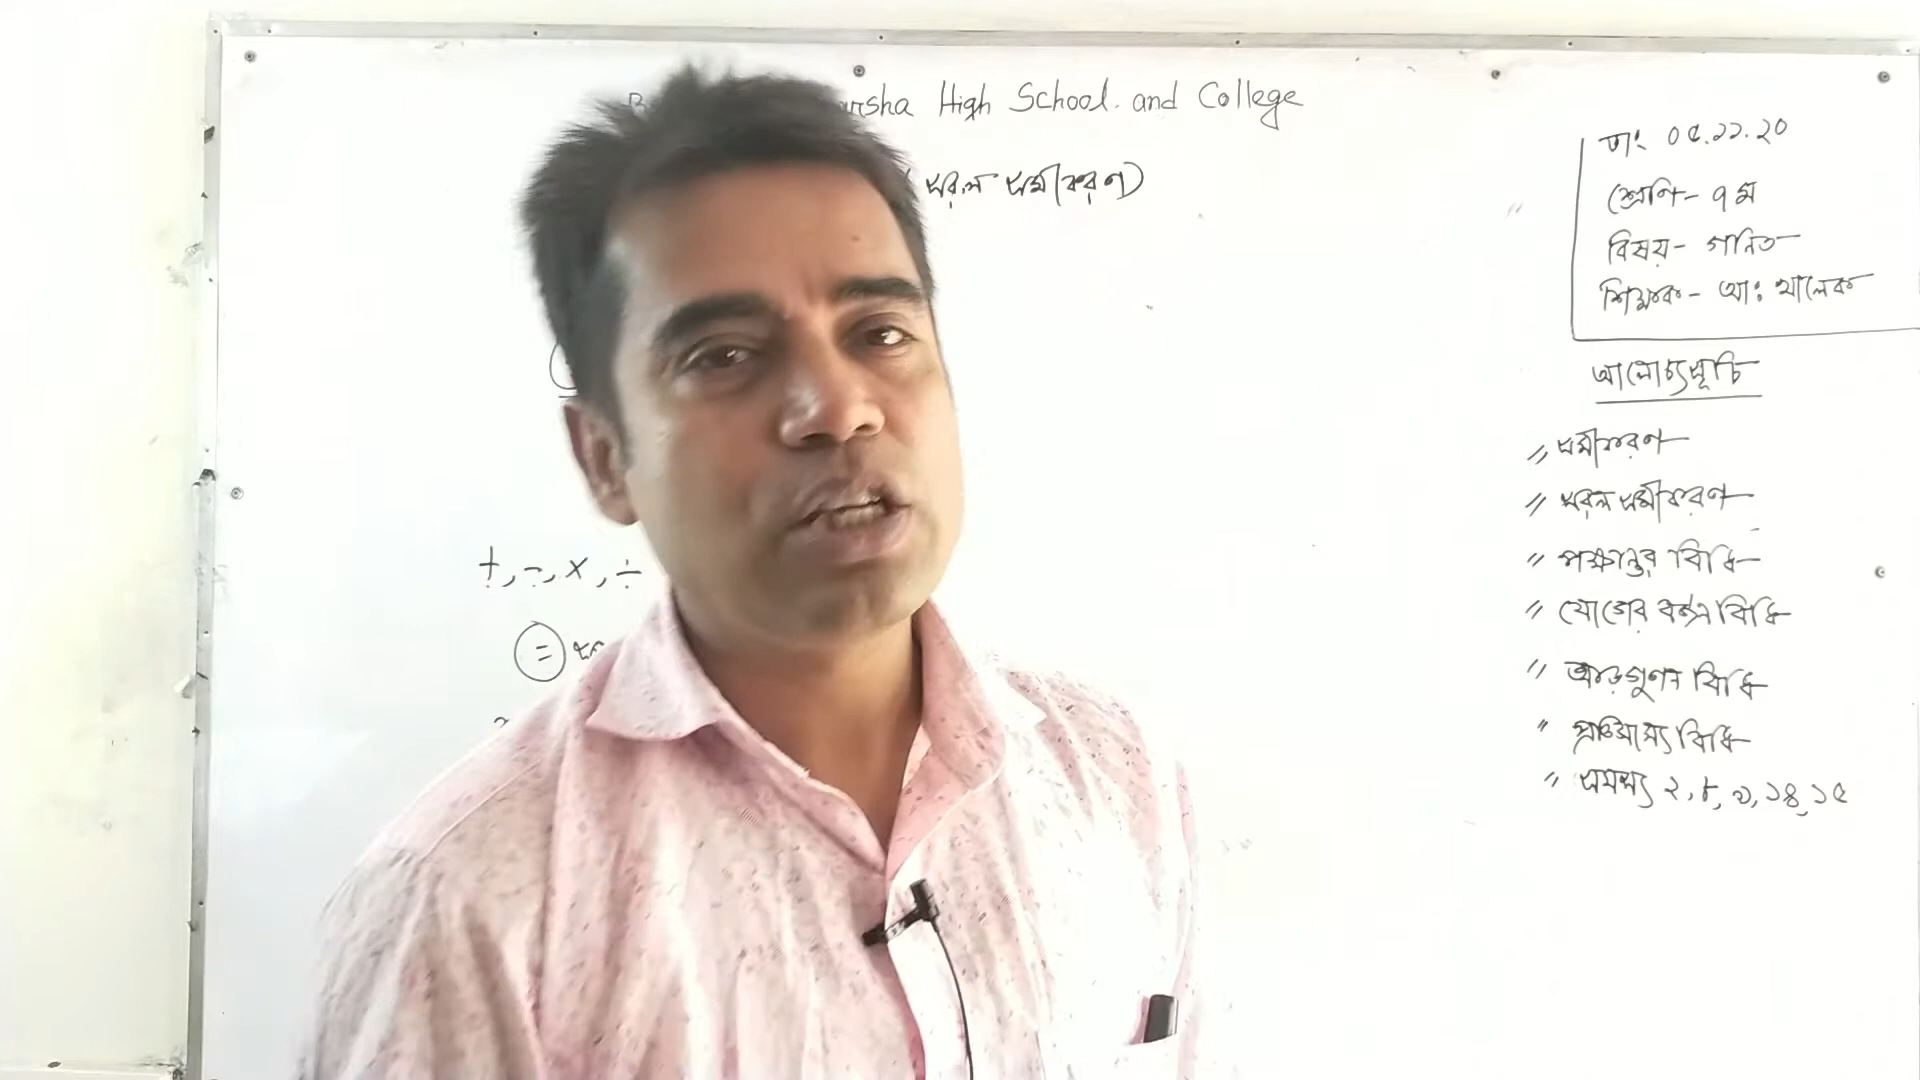 High School. and College
(সরল সমীকরণ)
তাং ০৫.১১.২০
শ্রেণি- ৭ম
বিষয়- গনিত
শিক্ষক- আঃ খালেক
আলোচ্যসূচি
" সমীকরণ
" সরল সমীকরণ
" পক্ষান্তর বিধি
" যোগের বর্জন বিধি
" আড়গুণন বিধি
" প্রতিসাম্য বিধি
" সমস্যা ২, ৮, ৯, ১৪, ১৫
+, -, ×, ÷
=